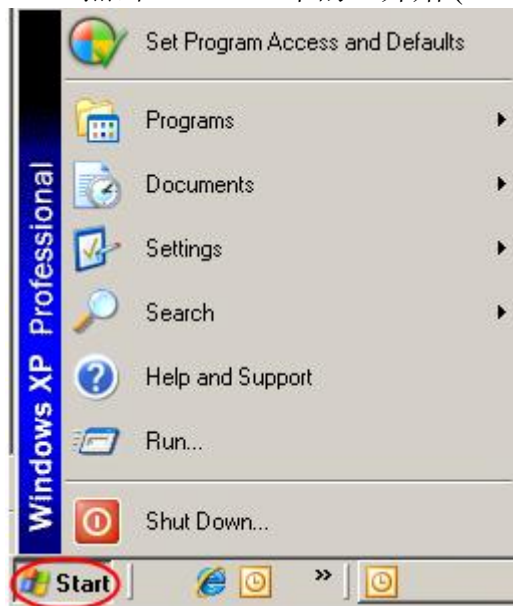 Set Program Access and Defaults
Programs
Documents
Settings
Search
Help and Support
Run...
Shut Down...
Windows XP Professional
Start
»